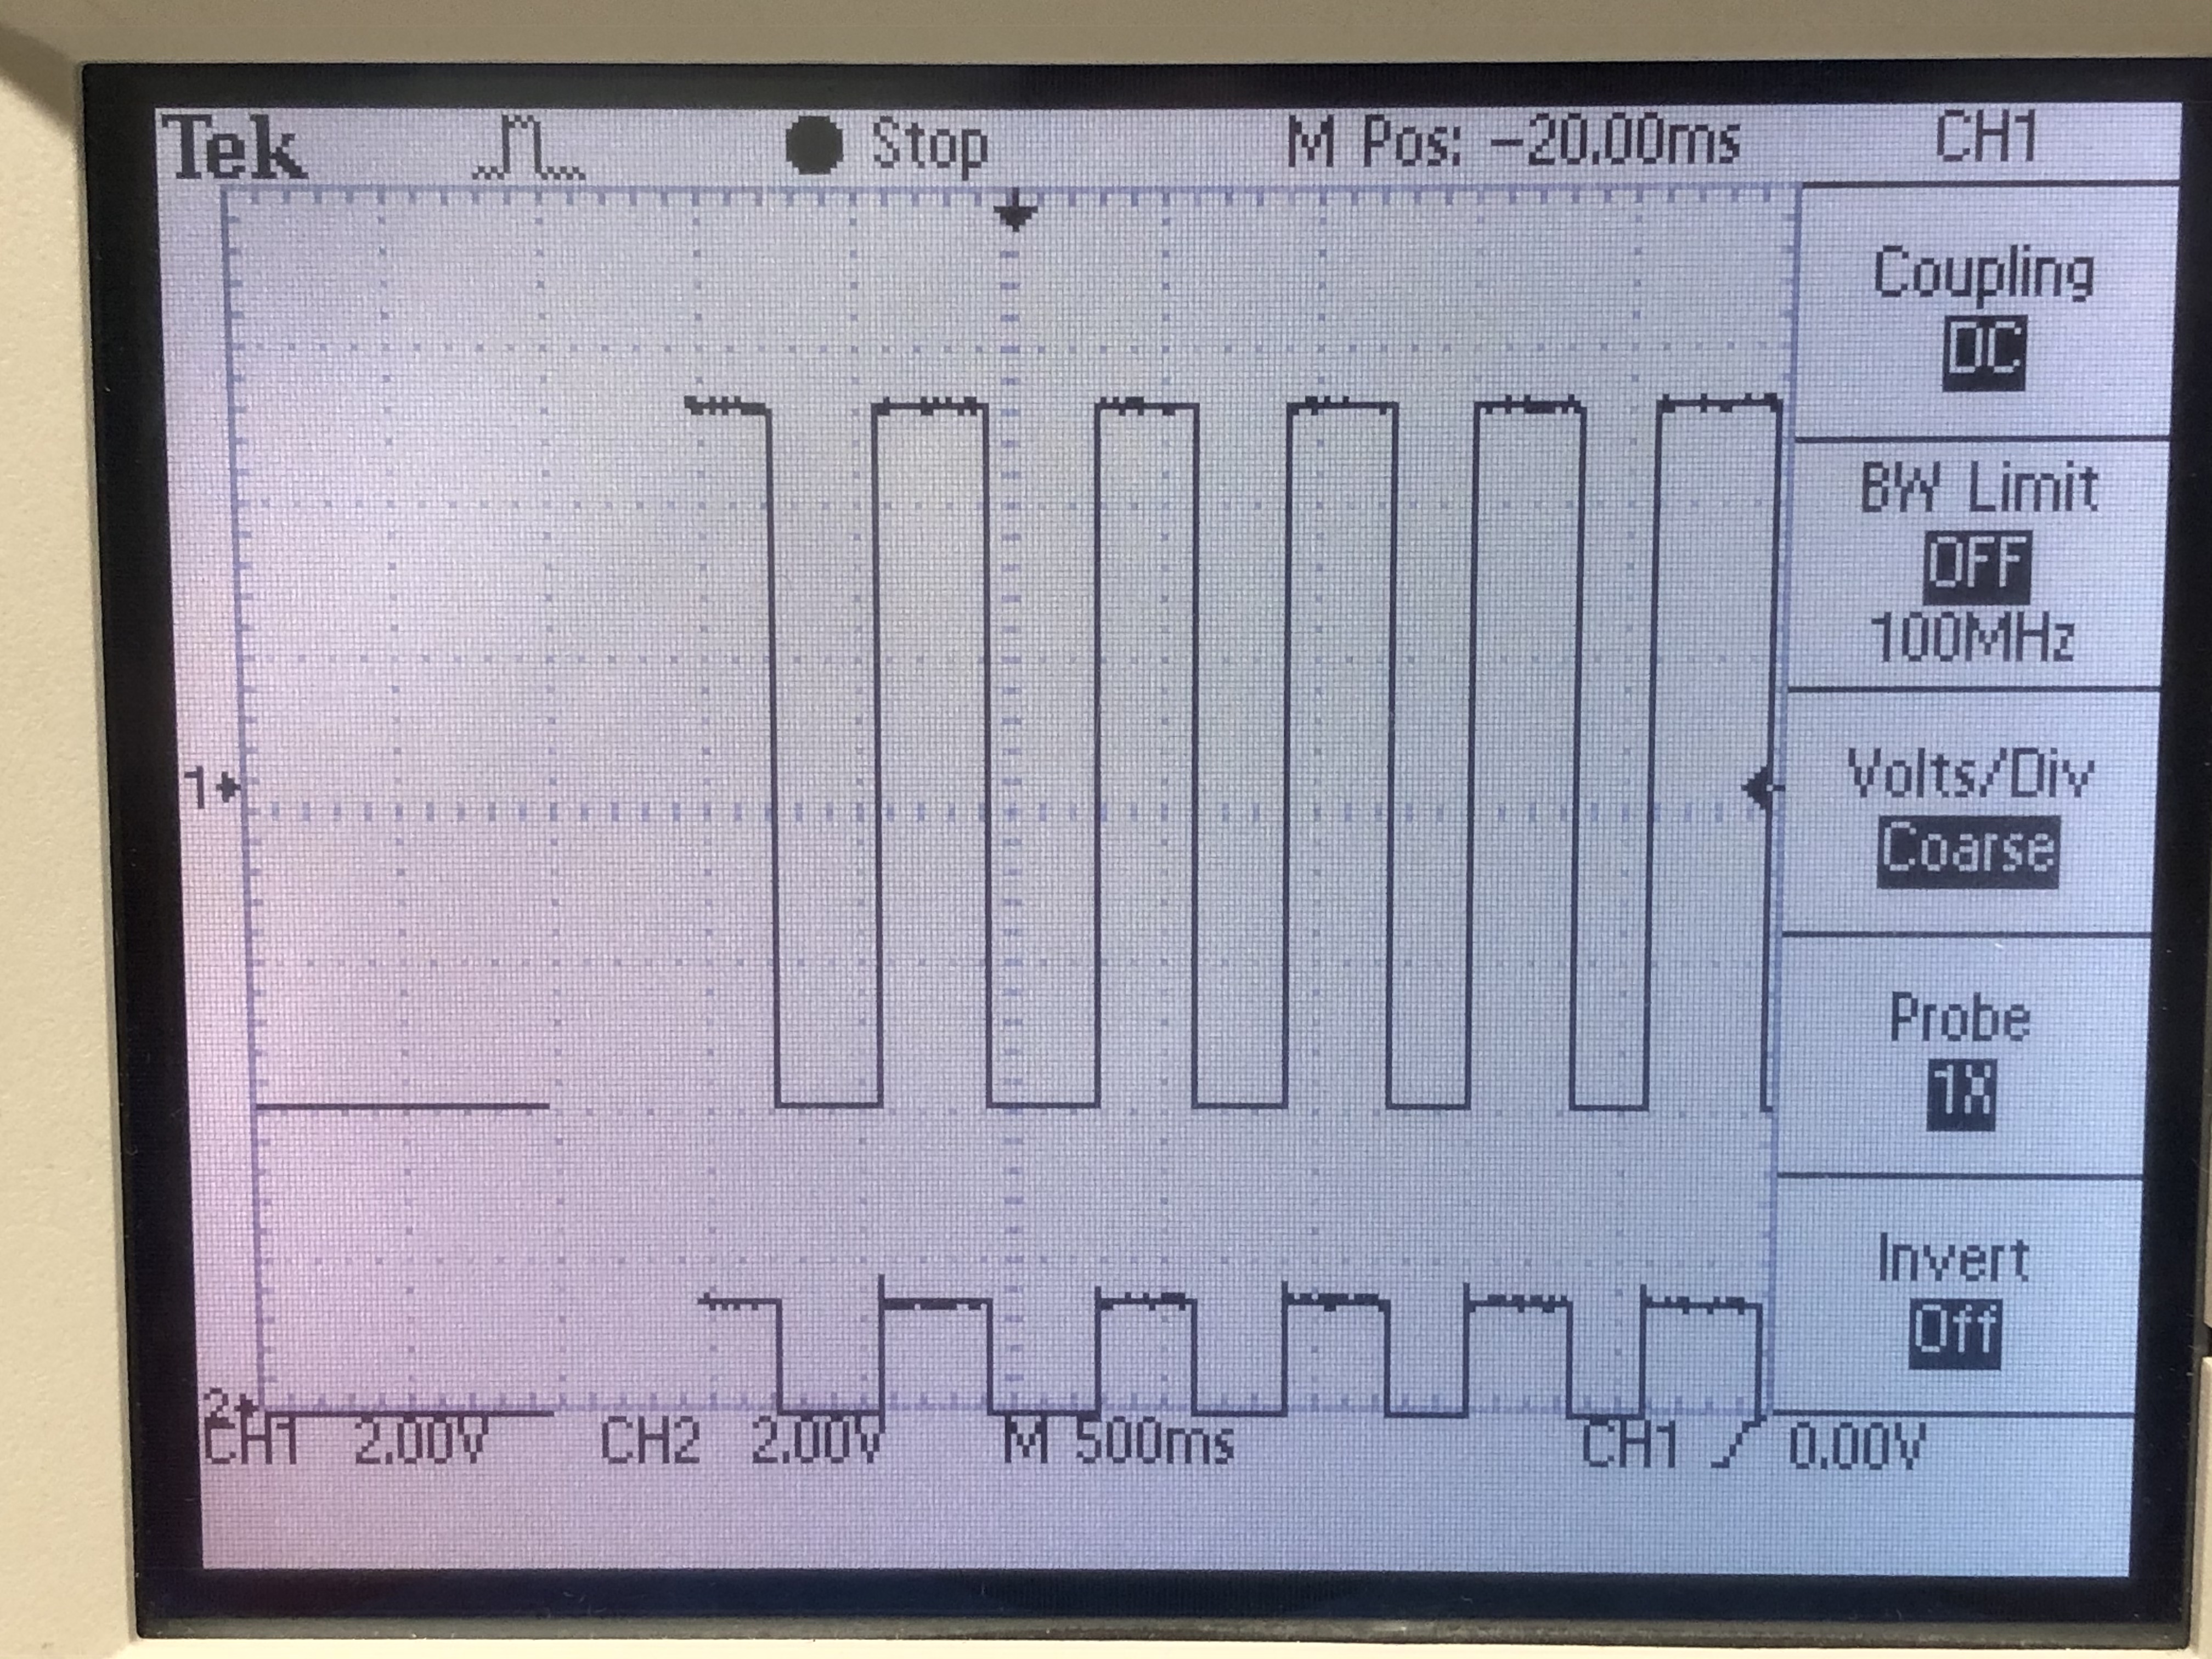 Tek Stop M Pos: -20.00ms CH1
Coupling
DC
BW Limit
OFF
100MHz
1
Volts/Div
Coarse
Probe
1X
Invert
Off
2
CH1 2.00V CH2 2.00V M 500ms CH1 0.00V